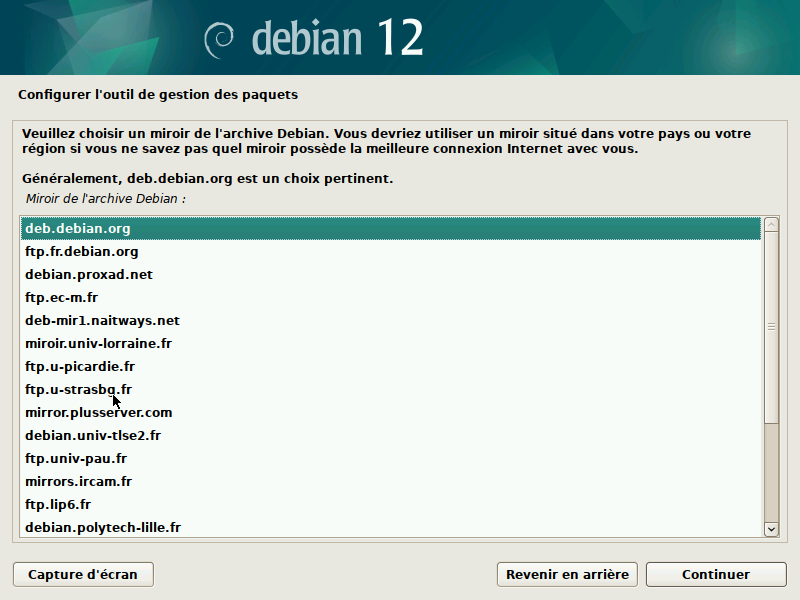 debian 12
Configurer l'outil de gestion des paquets
Veuillez choisir un miroir de l'archive Debian. Vous devriez utiliser un miroir situé dans votre pays ou votre
région si vous ne savez pas quel miroir possède la meilleure connexion Internet avec vous.
Généralement, deb.debian.org est un choix pertinent.
Miroir de l'archive Debian :
deb.debian.org
ftp.fr.debian.org
debian.proxad.net
ftp.ec-m.fr
deb-mir1.naitways.net
miroir.univ-lorraine.fr
ftp.u-picardie.fr
ftp.u-strasbg.fr
mirror.plusserver.com
debian.univ-tlse2.fr
ftp.univ-pau.fr
mirrors.ircam.fr
ftp.lip6.fr
debian.polytech-lille.fr
Capture d'écran
Revenir en arrière
Continuer